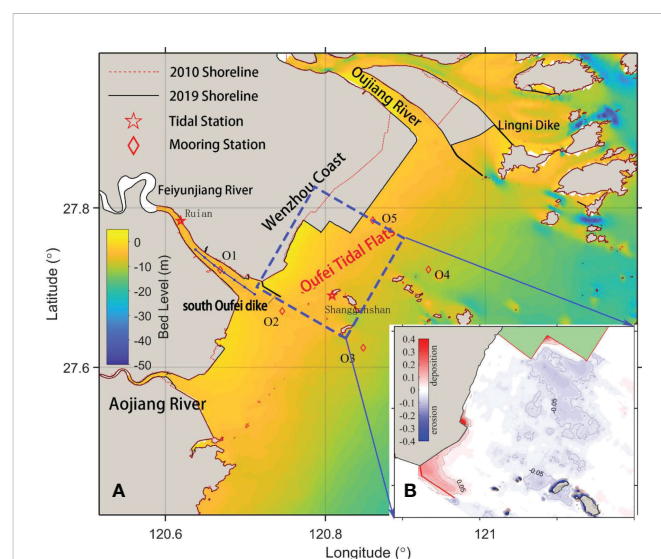 2010 Shoreline
2019 Shoreline
Tidal Station
Mooring Station
Oujiang River
Lingni Dike
Feiyunjiang River
Ruian
Wenzhou Coast
O5
O1
Oufei Tidal Flats
O4
south Oufei dike
O2
Shangganshan
O3
Aojiang River
0
-10
-20
-30
-40
-50
Bed Level (m)
27.8
27.6
Latitude (°)
120.6
120.8
121
Longitude (°)
A
0.4
0.3
0.2
0.1
0
-0.1
-0.2
-0.3
-0.4
deposition
erosion
-0.05
0.05
-0.05
B